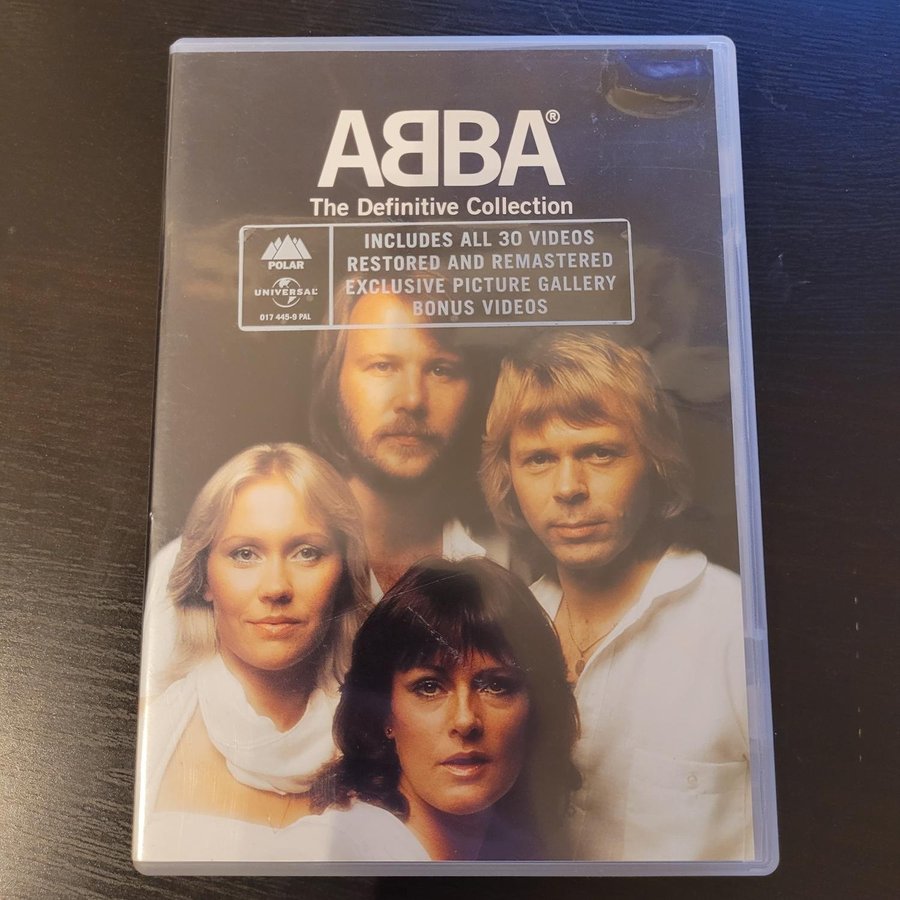 ABBA®
The Definitive Collection
POLAR
UNIVERSAL
017 445-9 PAL
INCLUDES ALL 30 VIDEOS
RESTORED AND REMASTERED
EXCLUSIVE PICTURE GALLERY
BONUS VIDEOS